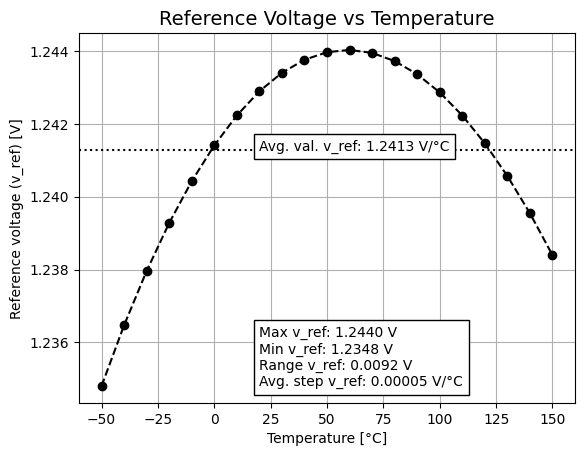 Reference Voltage vs Temperature
Reference voltage (v_ref) [V]
1.244
1.242
1.240
1.238
1.236
Avg. val. v_ref: 1.2413 V/°C
Max v_ref: 1.2440 V
Min v_ref: 1.2348 V
Range v_ref: 0.0092 V
Avg. step v_ref: 0.00005 V/°C
−50 −25 0 25 50 75 100 125 150
Temperature [°C]